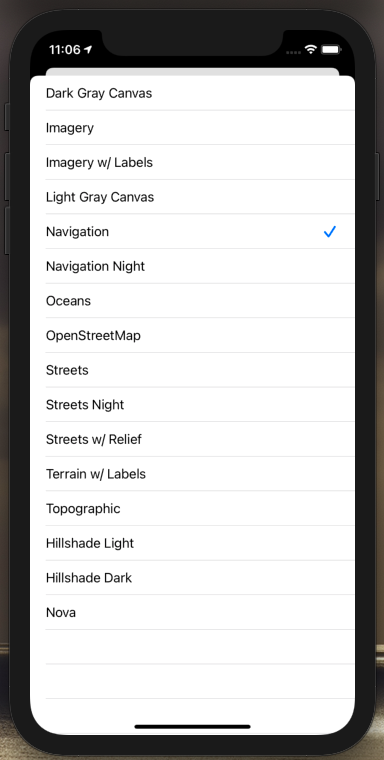 11:06
Dark Gray Canvas
Imagery
Imagery w/ Labels
Light Gray Canvas
Navigation
Navigation Night
Oceans
OpenStreetMap
Streets
Streets Night
Streets w/ Relief
Terrain w/ Labels
Topographic
Hillshade Light
Hillshade Dark
Nova